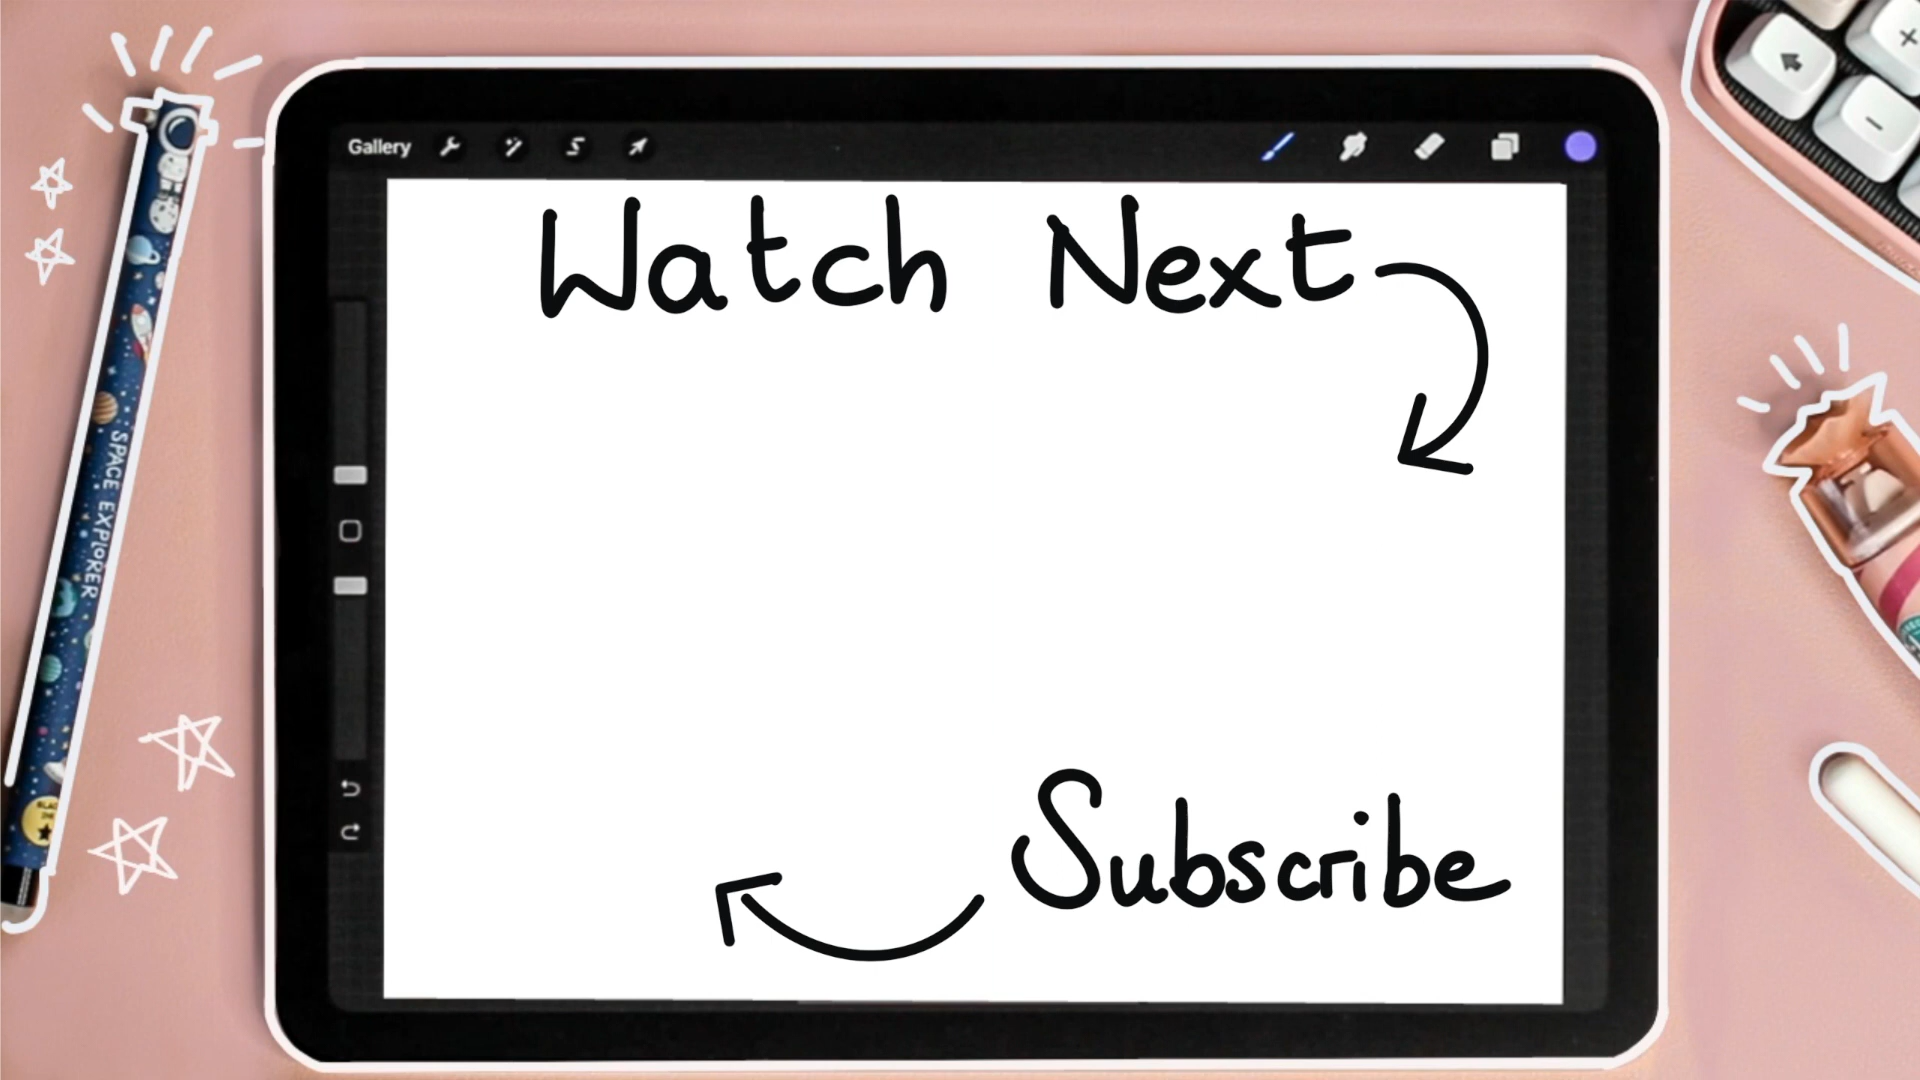 Gallery
Watch Next
Subscribe
SPACE EXPLORER
+
-